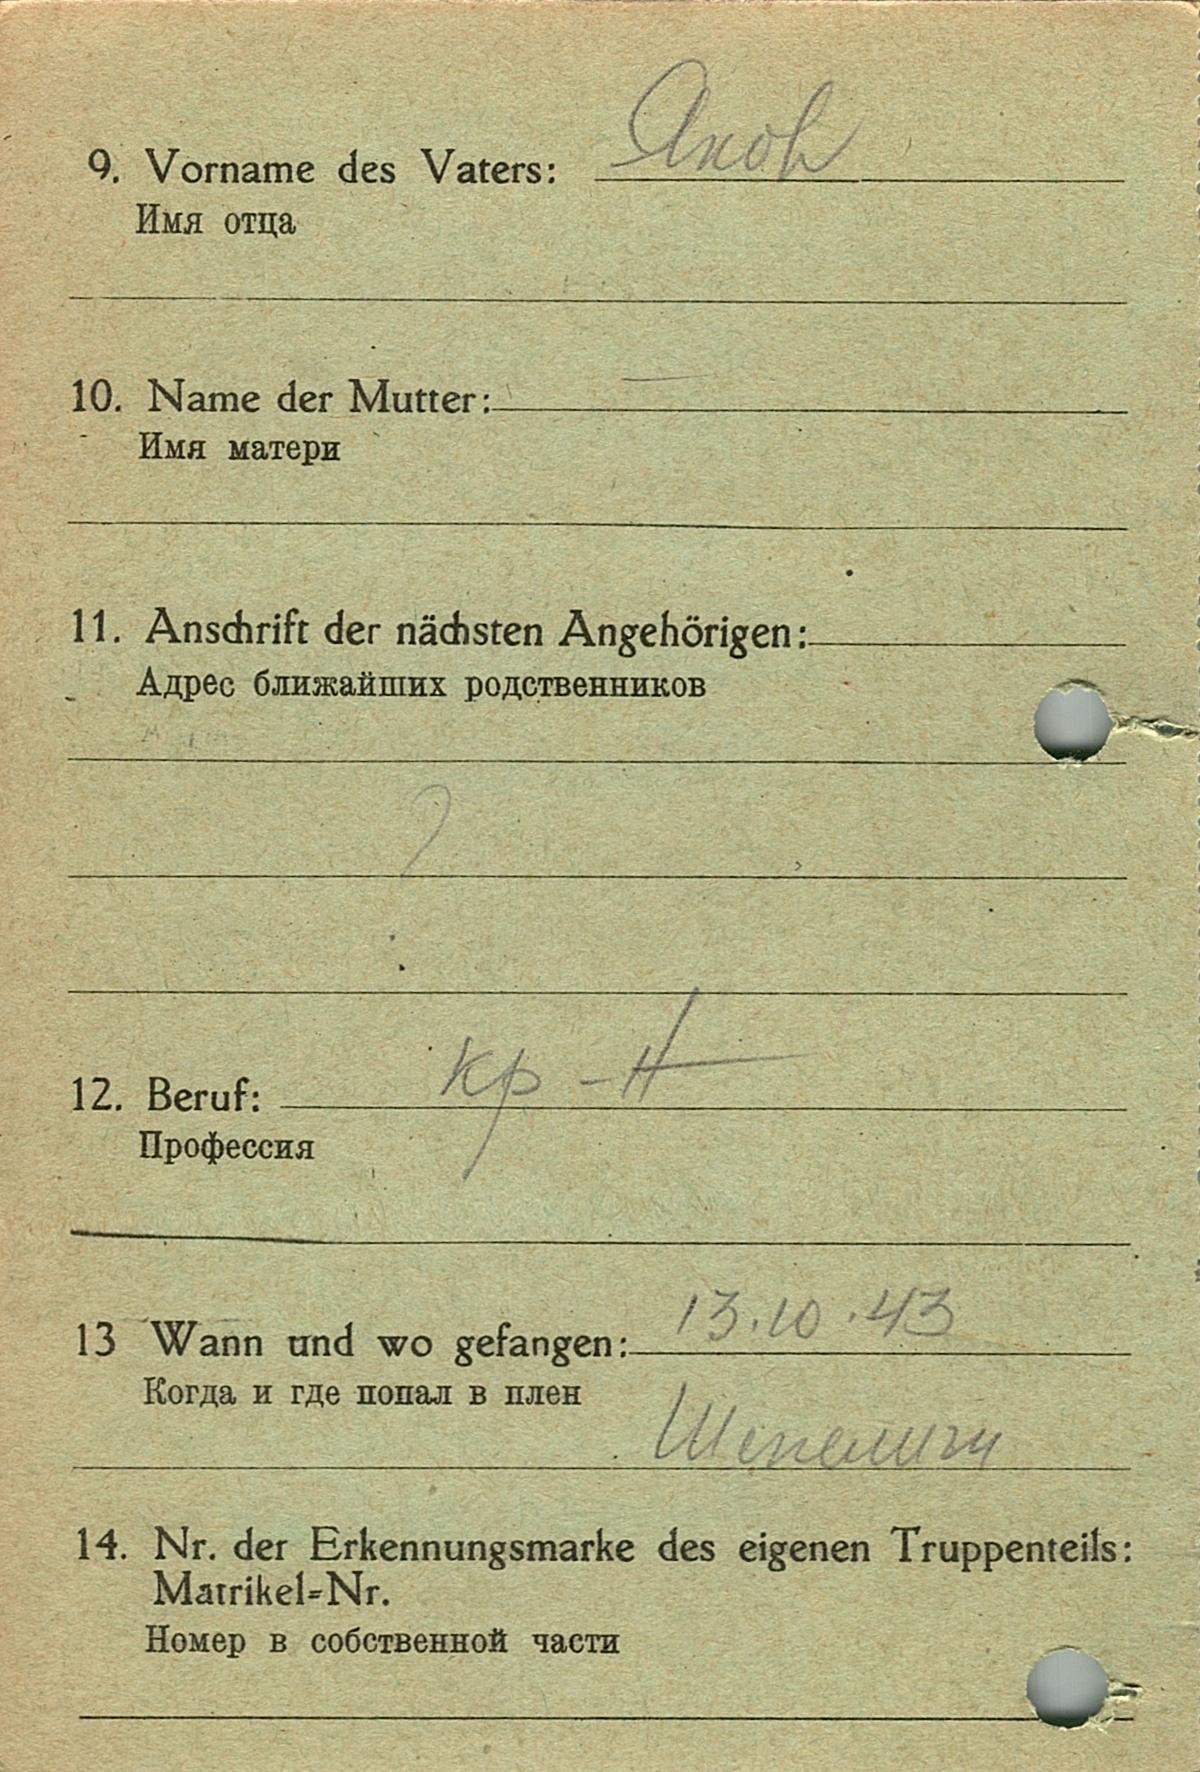 9. Vorname des Vaters: Яков
Имя отца
10. Name der Mutter: —
Имя матери
11. Anschrift der nächsten Angehörigen:
Адрес ближайших родственников
?
12. Beruf: кр-н
Профессия
13 Wann und wo gefangen: 13.10.43
Когда и где попал в плен
Шепеличи
14. Nr. der Erkennungsmarke des eigenen Truppenteils:
Matrikel=Nr.
Номер в собственной части